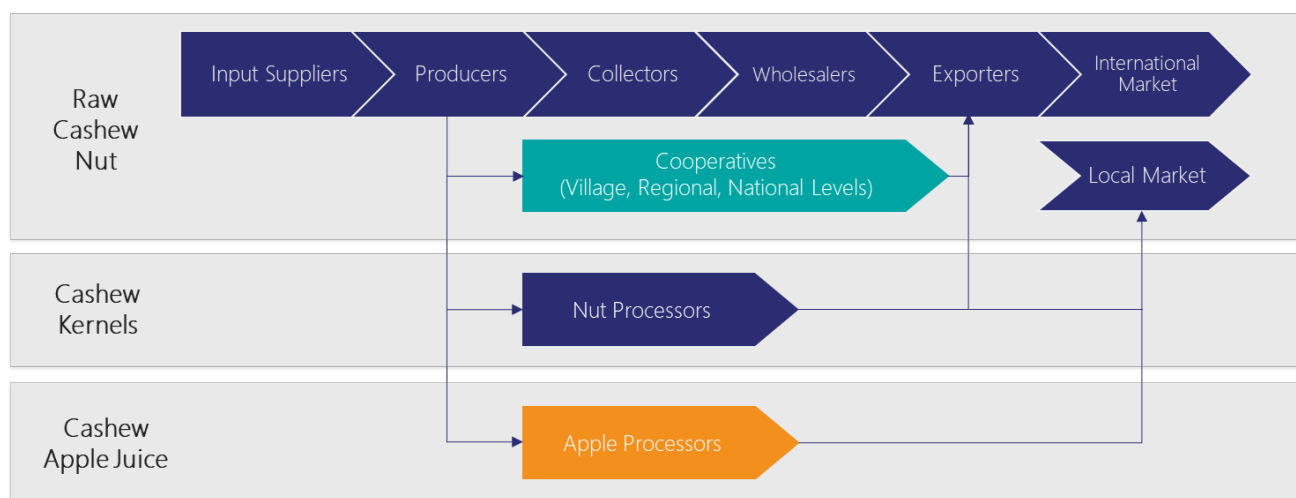 Raw
Cashew
Nut
Input Suppliers
Producers
Collectors
Wholesalers
Exporters
International
Market
Cooperatives
(Village, Regional, National Levels)
Local Market
Cashew
Kernels
Nut Processors
Cashew
Apple Juice
Apple Processors